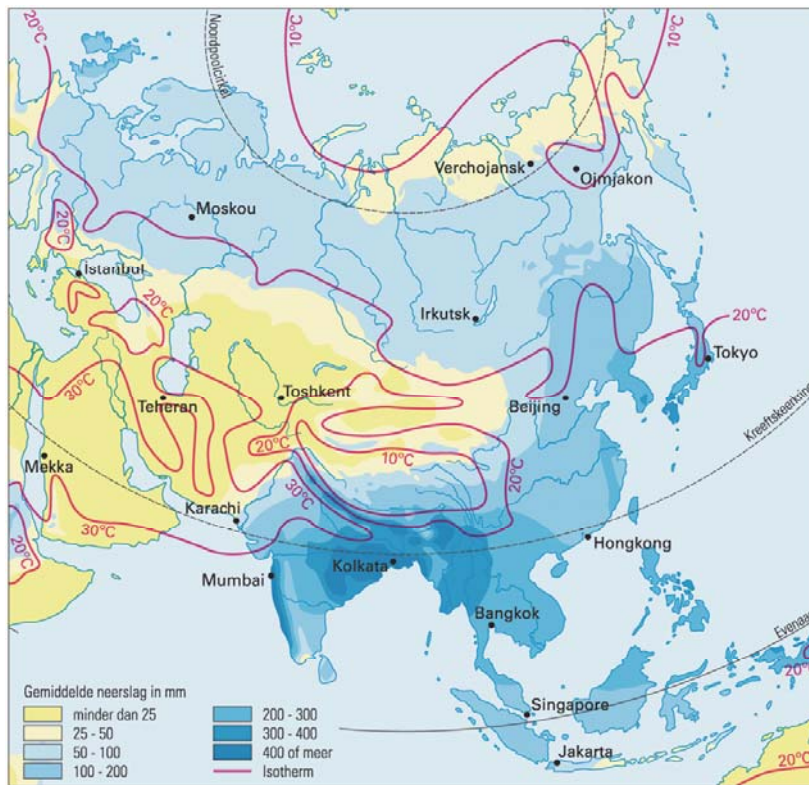 20°C
Noordpoolcirkel
10°C
10°C
Verchojansk
Ojmjakon
Moskou
20°C
İstanbul
20°C
Irkutsk
20°C
Tokyo
30°C
Teheran
Toshkent
Beijing
Kreeftskeerkring
20°C
10°C
Mekka
30°C
20°C
Karachi
30°C
Hongkong
20°C
Mumbai
Kolkata
Bangkok
Evenaar
20°C
Singapore
Jakarta
20°C
Gemiddelde neerslag in mm
minder dan 25
25 - 50
50 - 100
100 - 200
200 - 300
300 - 400
400 of meer
Isotherm